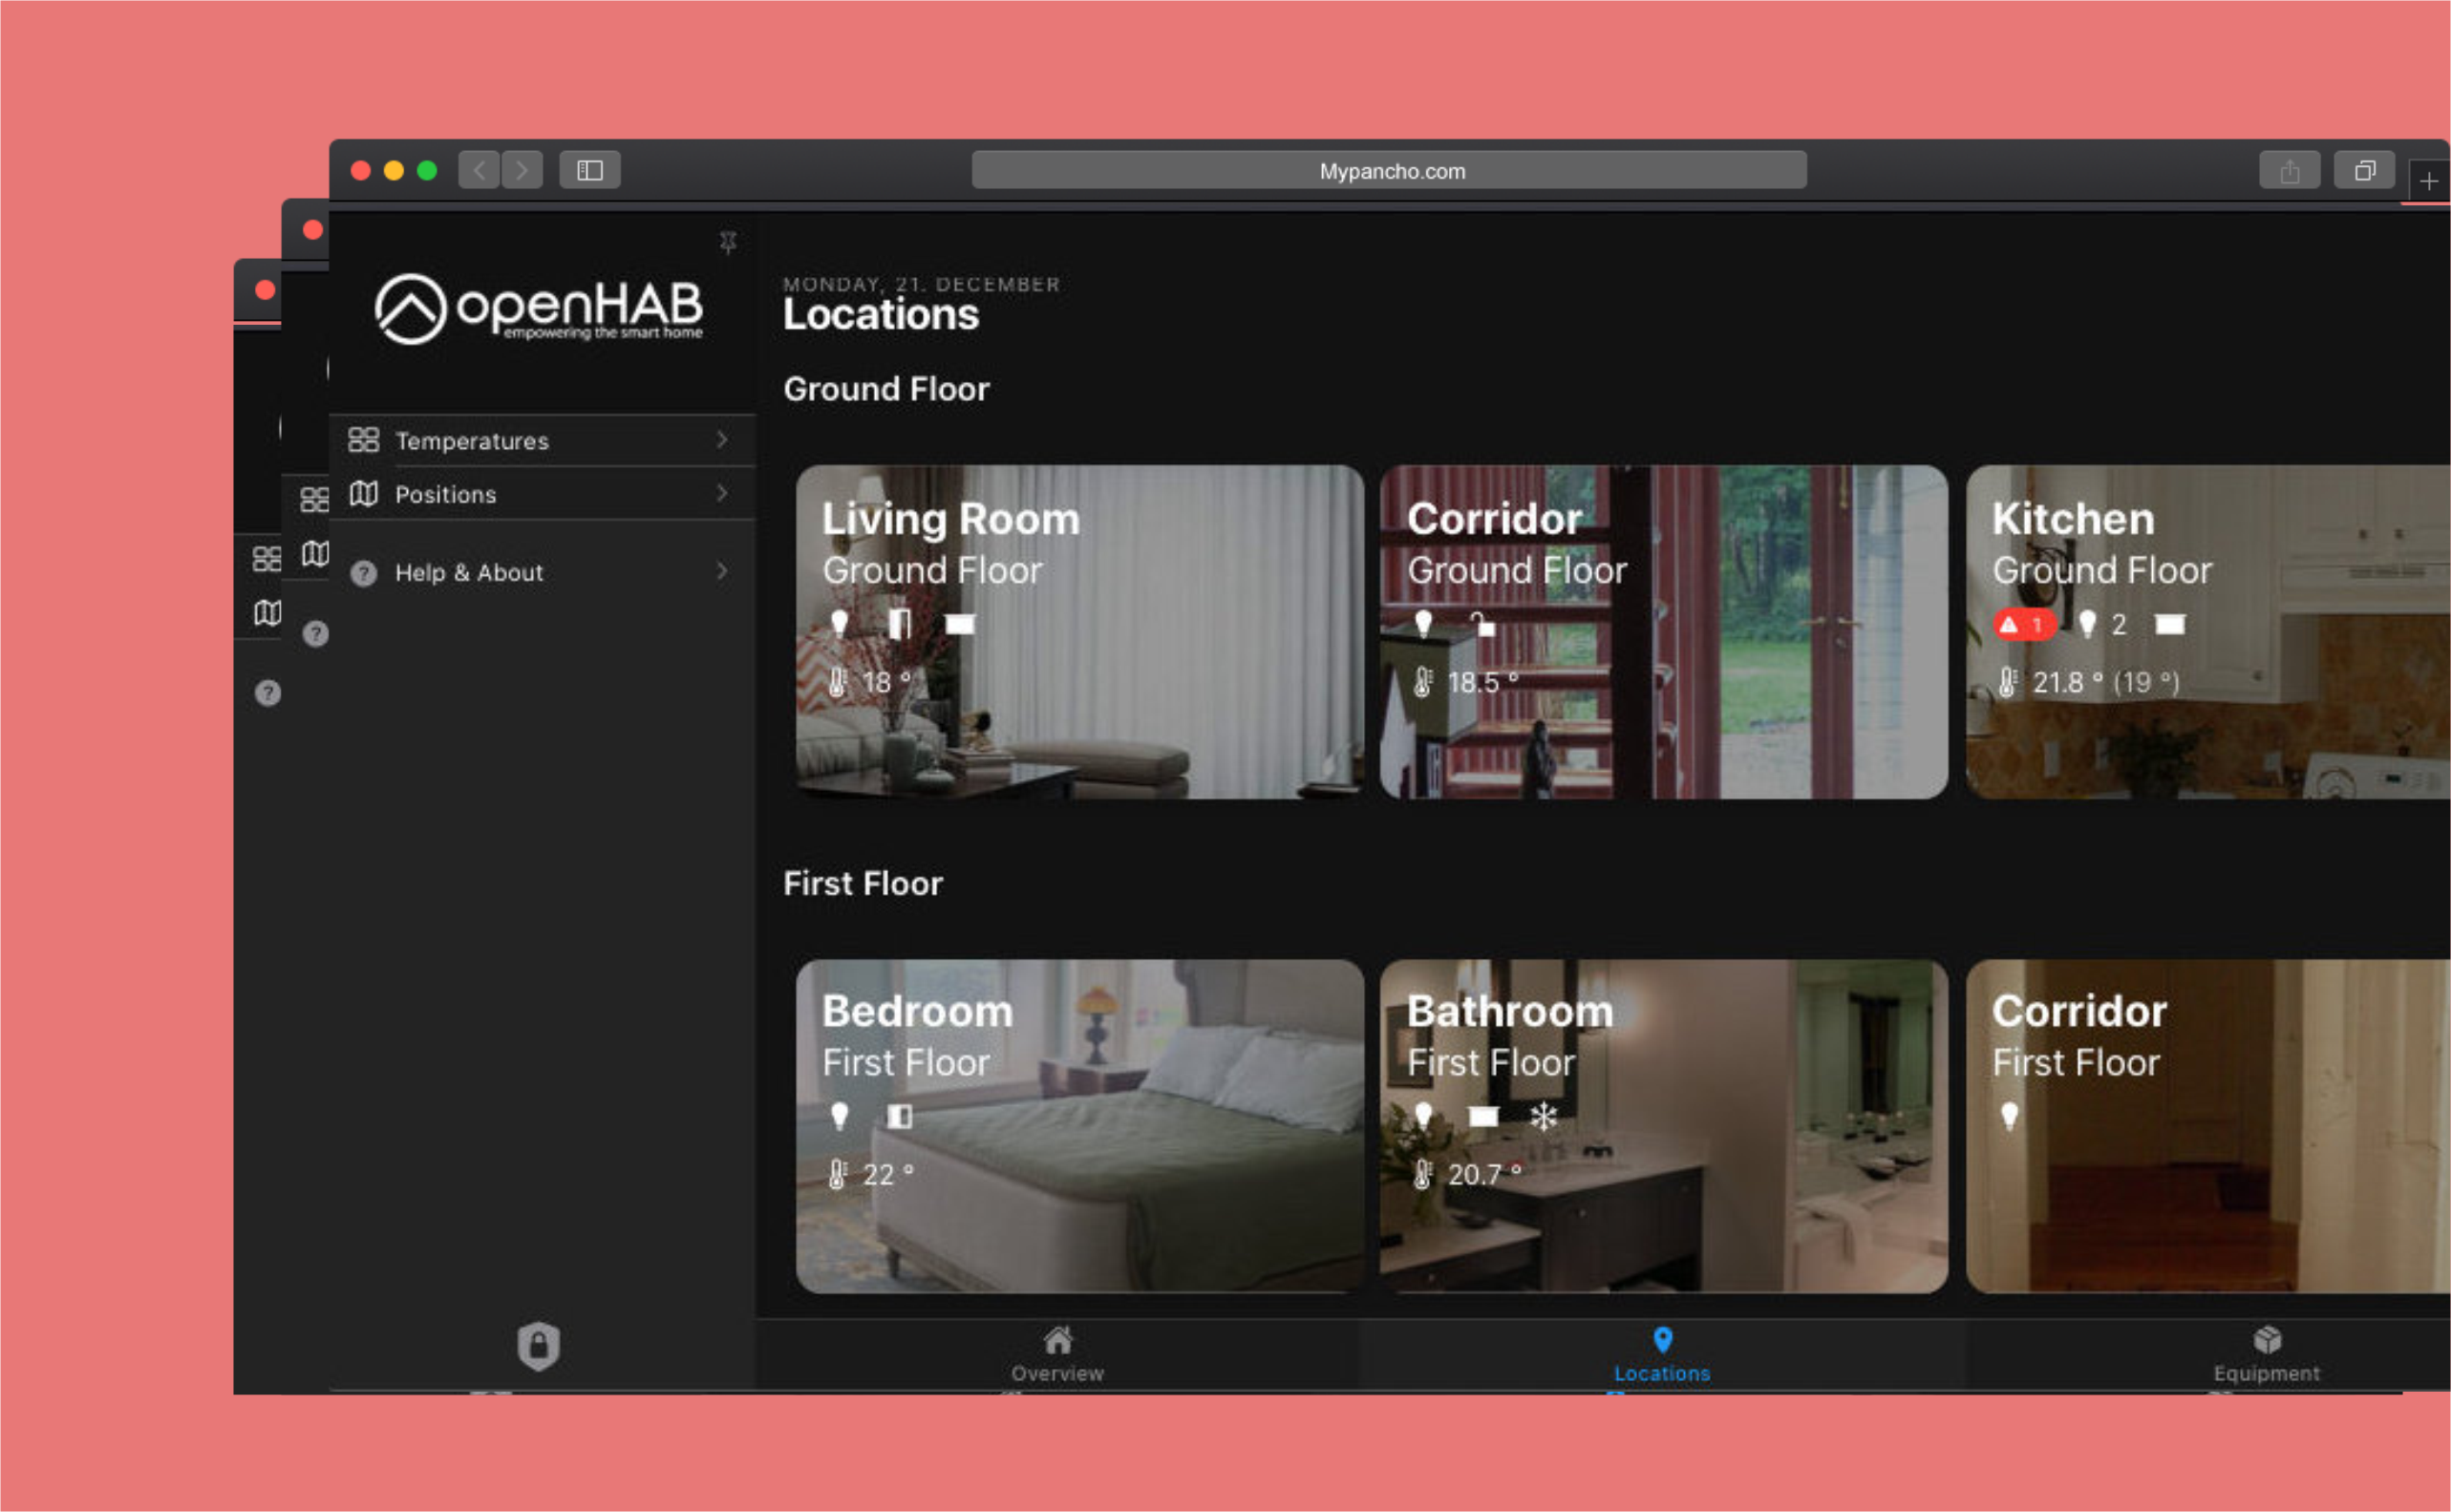 Mypancho.com
openHAB
empowering the smart home
Temperatures
Positions
? Help & About
?
?
MONDAY, 21. DECEMBER
Locations
Ground Floor
Living Room
Ground Floor
18 °
Corridor
Ground Floor
18.5 °
Kitchen
Ground Floor
1 2
21.8 ° (19 °)
First Floor
Bedroom
First Floor
22 °
Bathroom
First Floor
20.7 °
Corridor
First Floor
Overview
Locations
Equipment